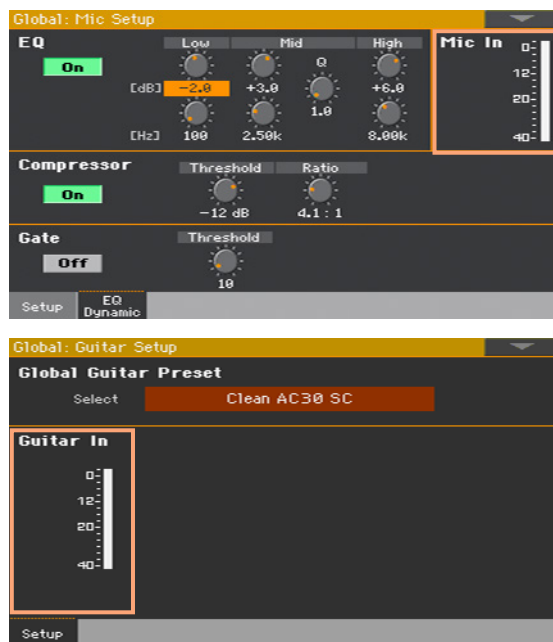 Global: Mic Setup
EQ Low Mid High Mic In
On Q
[dB] -2.0 +3.0 +6.0
1.0
[Hz] 100 2.50k 8.00k
0
12
20
40
Compressor Threshold Ratio
On
-12 dB 4.1 : 1
Gate Threshold
Off
10
Setup EQ
Dynamic
Global: Guitar Setup
Global Guitar Preset
Select Clean AC30 SC
Guitar In
0
12
20
40
Setup